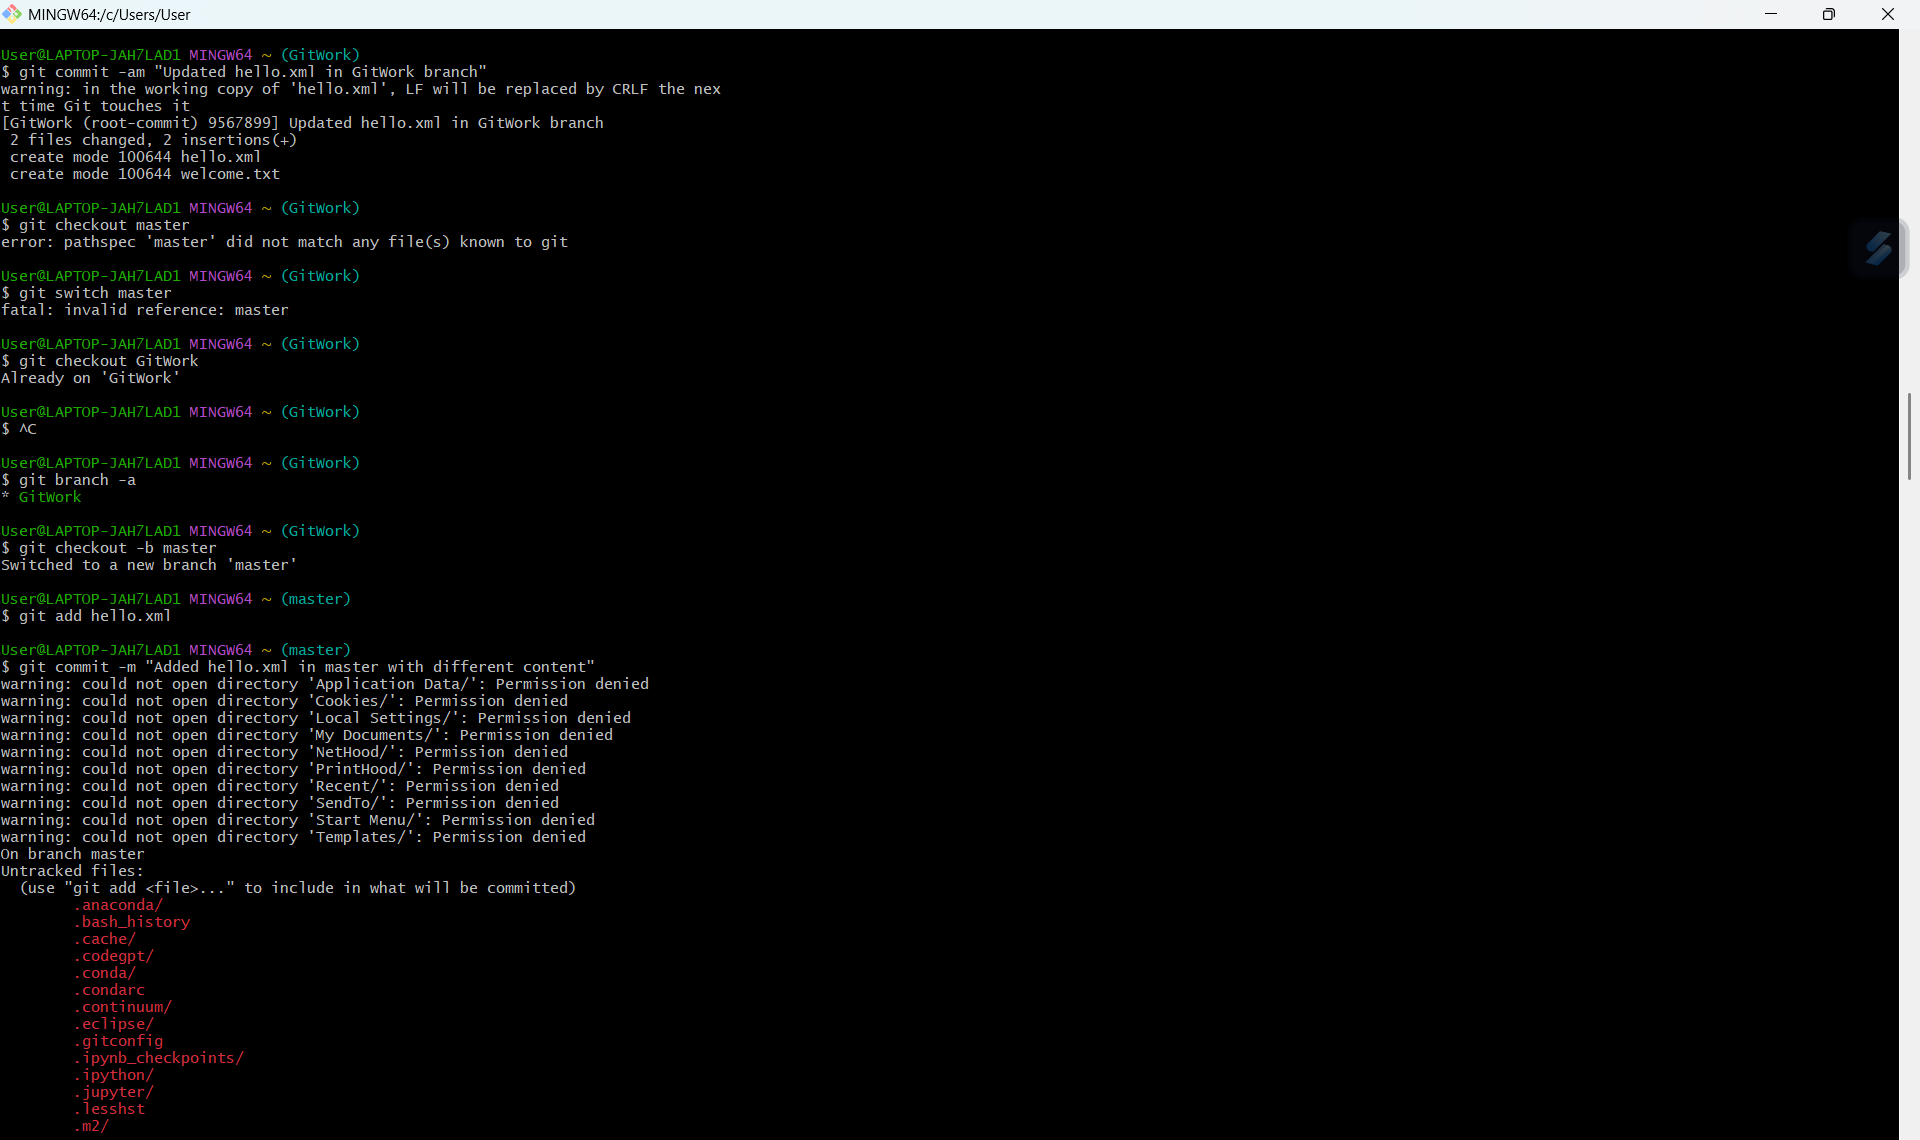 MINGW64:/c/Users/User
User@LAPTOP-JAH7LAD1 MINGW64 ~ (GitWork)
$ git commit -am "Updated hello.xml in GitWork branch"
warning: in the working copy of 'hello.xml', LF will be replaced by CRLF the nex
t time Git touches it
[GitWork (root-commit) 9567899] Updated hello.xml in GitWork branch
 2 files changed, 2 insertions(+)
 create mode 100644 hello.xml
 create mode 100644 welcome.txt
User@LAPTOP-JAH7LAD1 MINGW64 ~ (GitWork)
$ git checkout master
error: pathspec 'master' did not match any file(s) known to git
User@LAPTOP-JAH7LAD1 MINGW64 ~ (GitWork)
$ git switch master
fatal: invalid reference: master
User@LAPTOP-JAH7LAD1 MINGW64 ~ (GitWork)
$ git checkout GitWork
Already on 'GitWork'
User@LAPTOP-JAH7LAD1 MINGW64 ~ (GitWork)
$ ^C
User@LAPTOP-JAH7LAD1 MINGW64 ~ (GitWork)
$ git branch -a
* GitWork
User@LAPTOP-JAH7LAD1 MINGW64 ~ (GitWork)
$ git checkout -b master
Switched to a new branch 'master'
User@LAPTOP-JAH7LAD1 MINGW64 ~ (master)
$ git add hello.xml
User@LAPTOP-JAH7LAD1 MINGW64 ~ (master)
$ git commit -m "Added hello.xml in master with different content"
warning: could not open directory 'Application Data/': Permission denied
warning: could not open directory 'Cookies/': Permission denied
warning: could not open directory 'Local Settings/': Permission denied
warning: could not open directory 'My Documents/': Permission denied
warning: could not open directory 'NetHood/': Permission denied
warning: could not open directory 'PrintHood/': Permission denied
warning: could not open directory 'Recent/': Permission denied
warning: could not open directory 'SendTo/': Permission denied
warning: could not open directory 'Start Menu/': Permission denied
warning: could not open directory 'Templates/': Permission denied
On branch master
Untracked files:
  (use "git add <file>..." to include in what will be committed)
        .anaconda/
        .bash_history
        .cache/
        .codegpt/
        .conda/
        .condarc
        .continuum/
        .eclipse/
        .gitconfig
        .ipynb_checkpoints/
        .ipython/
        .jupyter/
        .lesshst
        .m2/